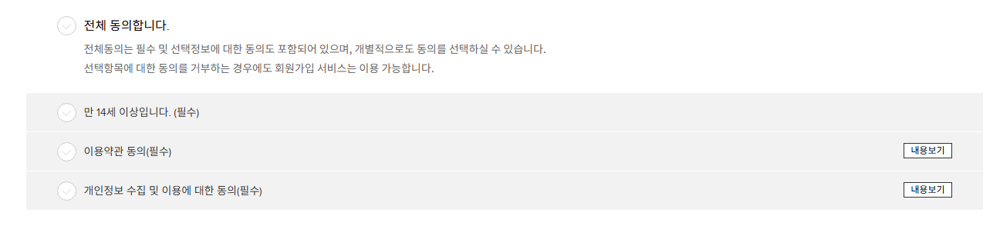 전체 동의합니다.
전체동의는 필수 및 선택정보에 대한 동의도 포함되어 있으며, 개별적으로도 동의를 선택하실 수 있습니다.
선택항목에 대한 동의를 거부하는 경우에도 회원가입 서비스는 이용 가능합니다.
만 14세 이상입니다. (필수)
이용약관 동의(필수) 내용보기
개인정보 수집 및 이용에 대한 동의(필수) 내용보기